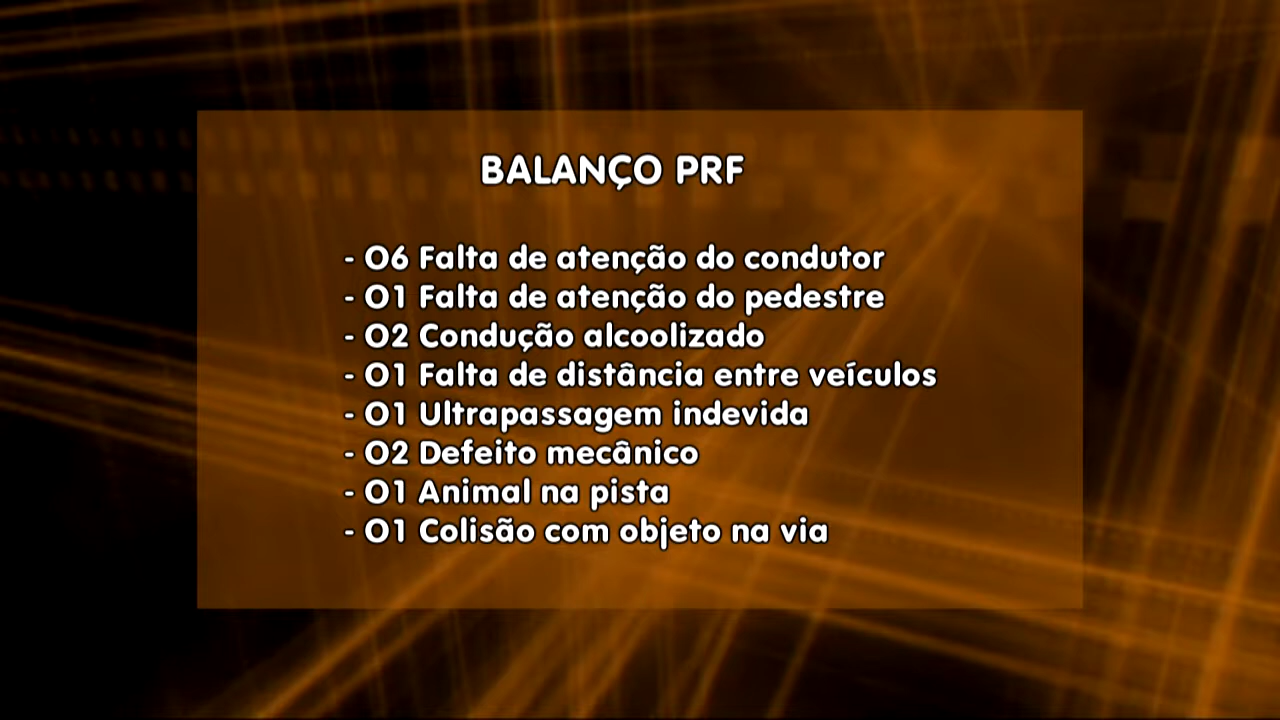 BALANÇO PRF
- 06 Falta de atenção do condutor
- 01 Falta de atenção do pedestre
- 02 Condução alcoolizado
- 01 Falta de distância entre veículos
- 01 Ultrapassagem indevida
- 02 Defeito mecânico
- 01 Animal na pista
- 01 Colisão com objeto na via